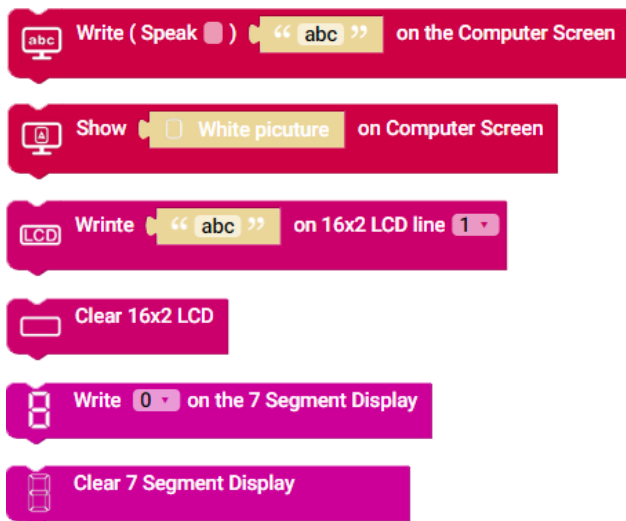 abc Write ( Speak ) “ abc ” on the Computer Screen
A Show White picuture on Computer Screen
LCD Wrinte “ abc ” on 16x2 LCD line 1
Clear 16x2 LCD
8 Write 0 on the 7 Segment Display
8 Clear 7 Segment Display